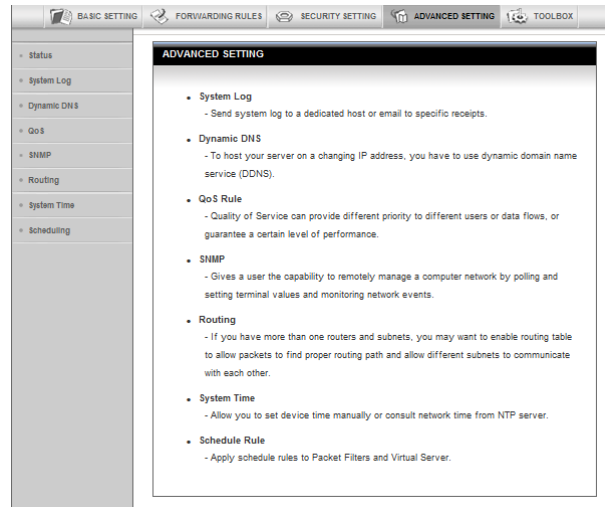 BASIC SETTING FORWARDING RULES SECURITY SETTING ADVANCED SETTING TOOLBOX
Status
System Log
Dynamic DNS
QoS
SNMP
Routing
System Time
Scheduling
ADVANCED SETTING
System Log
- Send system log to a dedicated host or email to specific receipts.
Dynamic DNS
- To host your server on a changing IP address, you have to use dynamic domain name
service (DDNS).
QoS Rule
- Quality of Service can provide different priority to different users or data flows, or
guarantee a certain level of performance.
SNMP
- Gives a user the capability to remotely manage a computer network by polling and
setting terminal values and monitoring network events.
Routing
- If you have more than one routers and subnets, you may want to enable routing table
to allow packets to find proper routing path and allow different subnets to communicate
with each other.
System Time
- Allow you to set device time manually or consult network time from NTP server.
Schedule Rule
- Apply schedule rules to Packet Filters and Virtual Server.